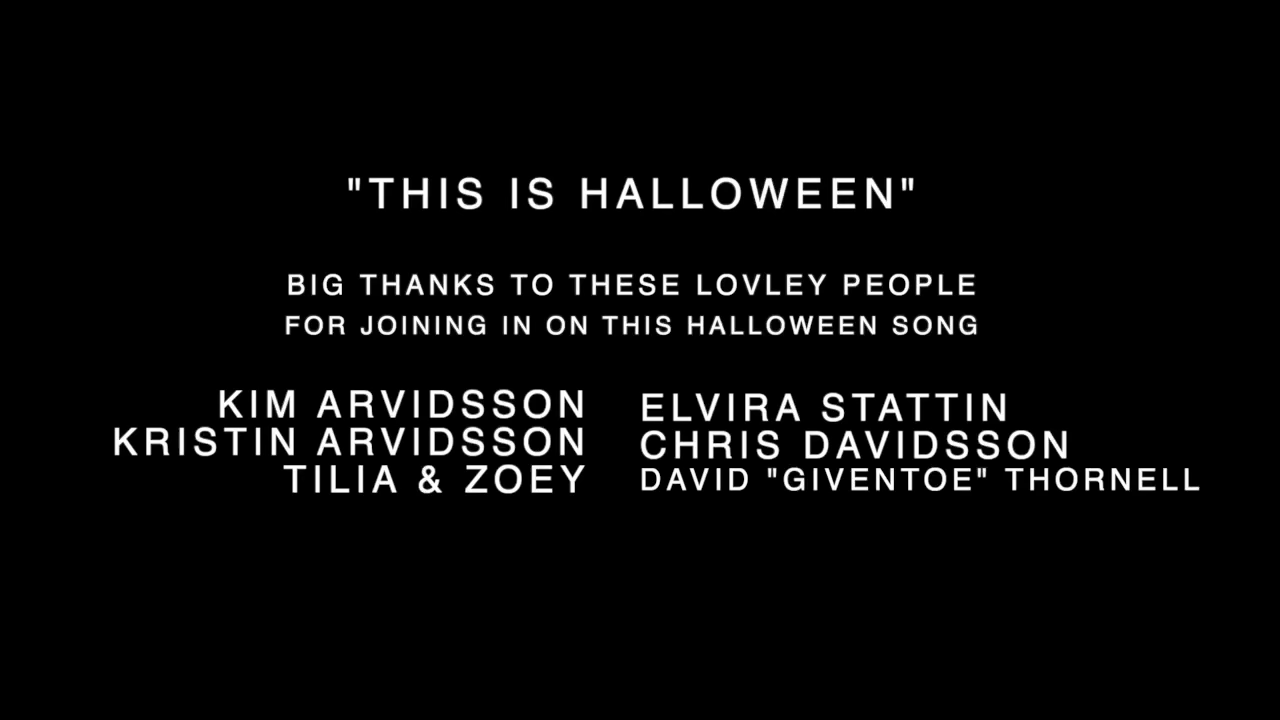 "THIS IS HALLOWEEN"
BIG THANKS TO THESE LOVLEY PEOPLE
FOR JOINING IN ON THIS HALLOWEEN SONG
KIM ARVIDSSON
KRISTIN ARVIDSSON
TILIA & ZOEY
ELVIRA STATTIN
CHRIS DAVIDSSON
DAVID "GIVENTOE" THORNELL